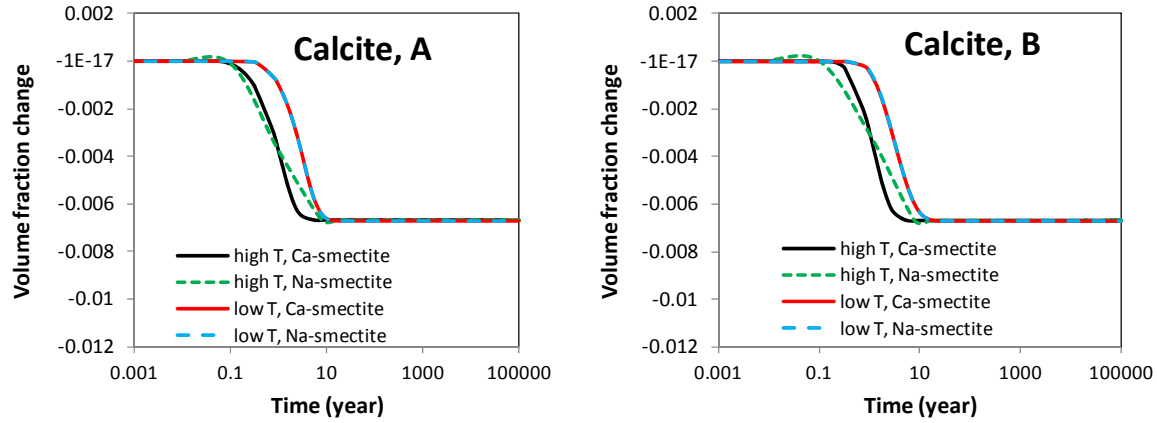 Calcite, A
0.002
-1E-17
-0.002
-0.004
-0.006
-0.008
-0.01
-0.012
Volume fraction change
high T, Ca-smectite
high T, Na-smectite
low T, Ca-smectite
low T, Na-smectite
0.001 0.1 10 1000 100000
Time (year)
Calcite, B
0.002
-1E-17
-0.002
-0.004
-0.006
-0.008
-0.01
-0.012
Volume fraction change
high T, Ca-smectite
high T, Na-smectite
low T, Ca-smectite
low T, Na-smectite
0.001 0.1 10 1000 100000
Time (year)